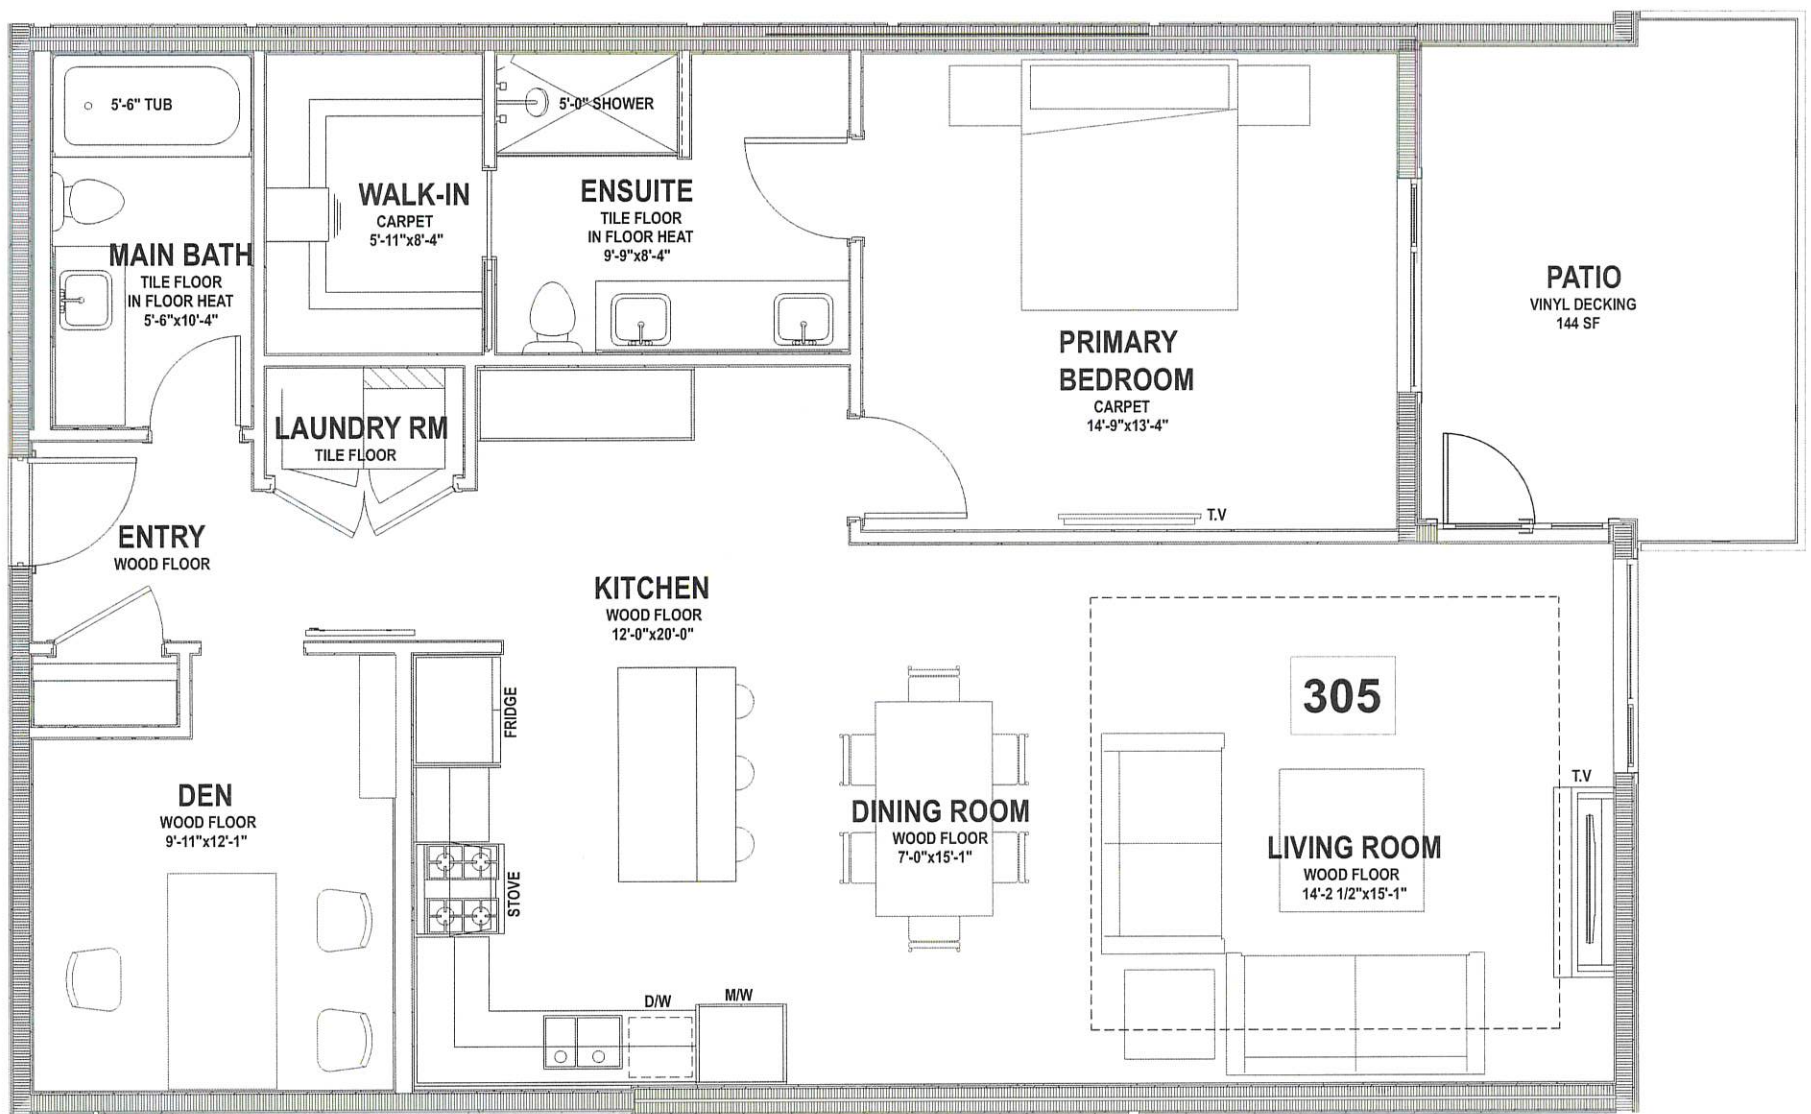 5'-6" TUB
MAIN BATH
TILE FLOOR
IN FLOOR HEAT
5'-6"x10'-4"
WALK-IN
CARPET
5'-11"x8'-4"
5'-0" SHOWER
ENSUITE
TILE FLOOR
IN FLOOR HEAT
9'-9"x8'-4"
PRIMARY
BEDROOM
CARPET
14'-9"x13'-4"
T.V
PATIO
VINYL DECKING
144 SF
LAUNDRY RM
TILE FLOOR
ENTRY
WOOD FLOOR
KITCHEN
WOOD FLOOR
12'-0"x20'-0"
FRIDGE
STOVE
D/W
M/W
DEN
WOOD FLOOR
9'-11"x12'-1"
DINING ROOM
WOOD FLOOR
7'-0"x15'-1"
305
T.V
LIVING ROOM
WOOD FLOOR
14'-2 1/2"x15'-1"